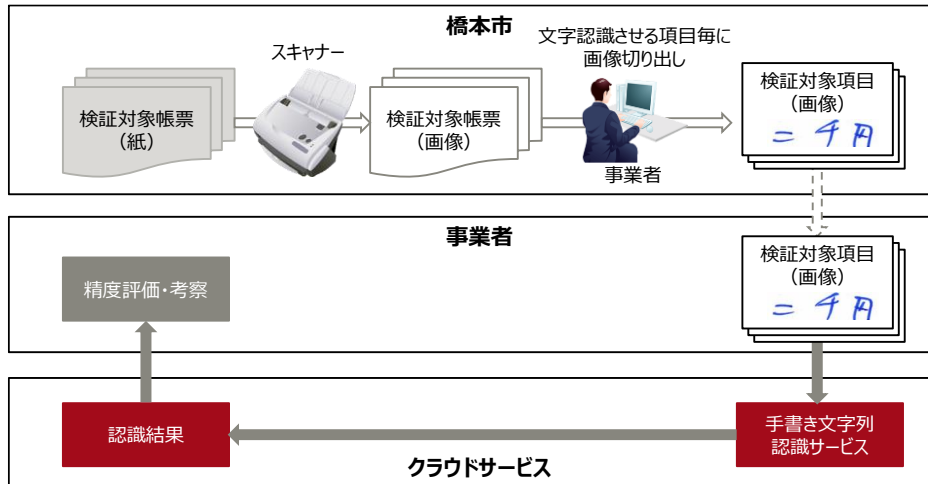 橋本市
スキャナー
文字認識させる項目毎に
画像切り出し
検証対象帳票
(紙)
検証対象帳票
(画像)
事業者
検証対象項目
(画像)
= 千円
事業者
検証対象項目
(画像)
= 千円
精度評価・考察
認識結果
手書き文字列
認識サービス
クラウドサービス